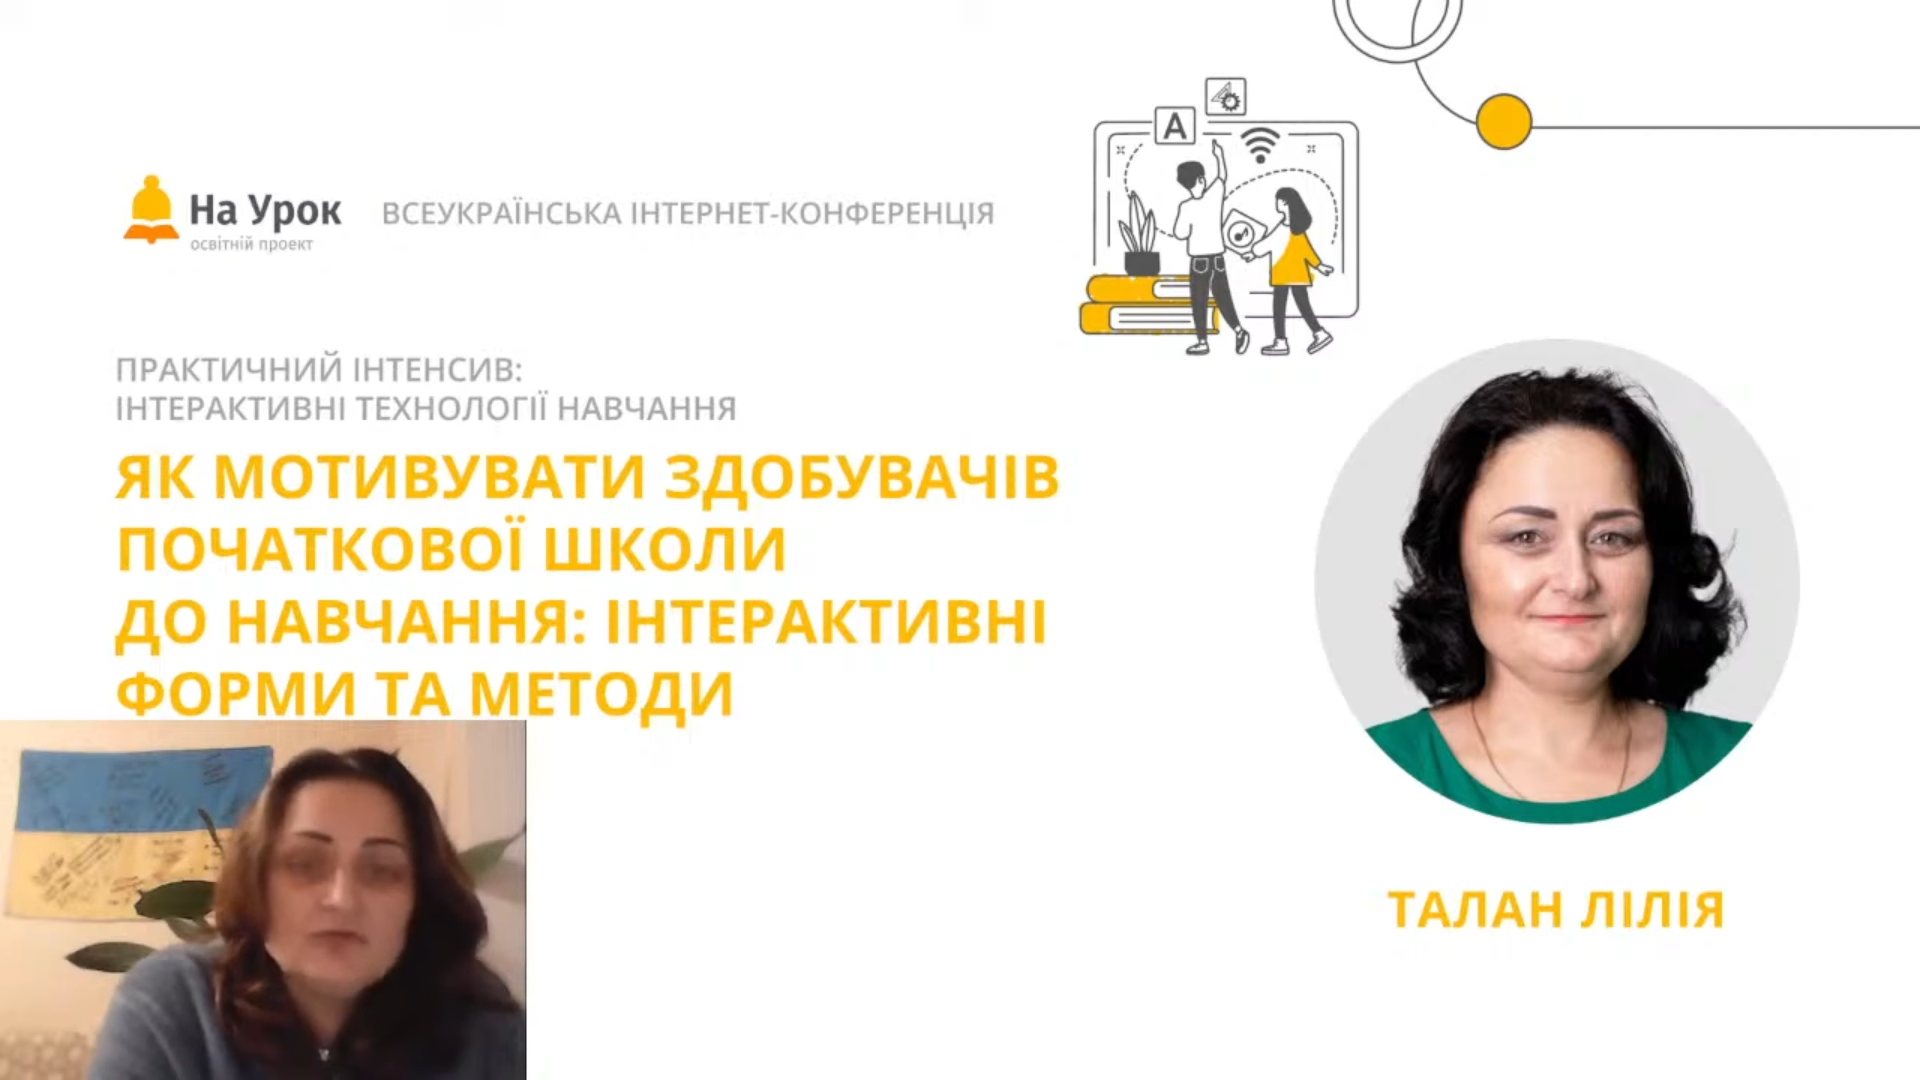 На Урок
освітній проект
ВСЕУКРАЇНСЬКА ІНТЕРНЕТ-КОНФЕРЕНЦІЯ
A
ПРАКТИЧНИЙ ІНТЕНСИВ:
ІНТЕРАКТИВНІ ТЕХНОЛОГІЇ НАВЧАННЯ
ЯК МОТИВУВАТИ ЗДОБУВАЧІВ
ПОЧАТКОВОЇ ШКОЛИ
ДО НАВЧАННЯ: ІНТЕРАКТИВНІ
ФОРМИ ТА МЕТОДИ
ТАЛАН ЛІЛІЯ